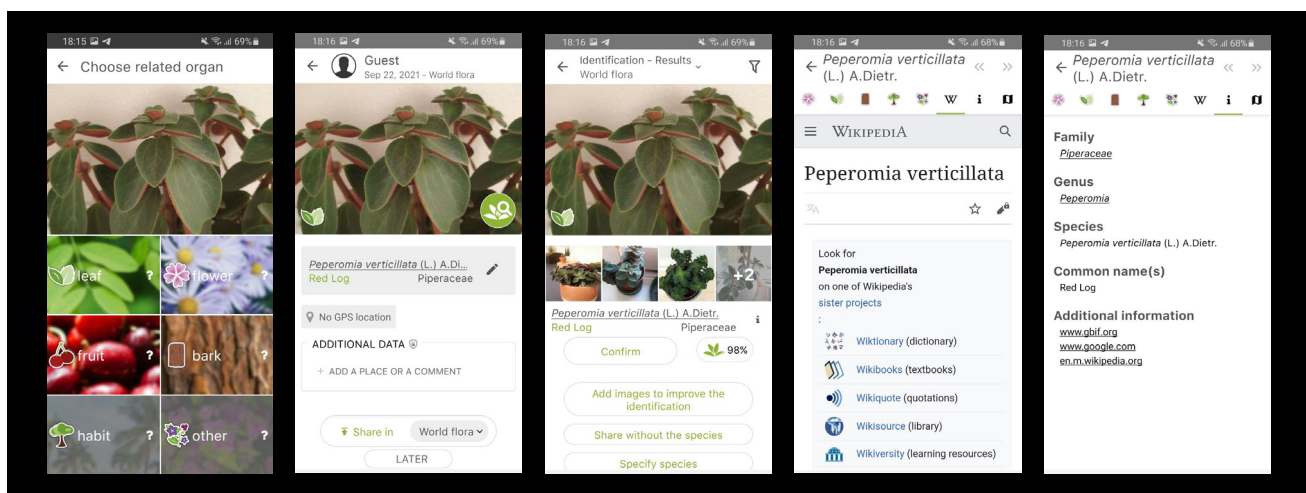 18:15 69%
Choose related organ
leaf ?
flower ?
fruit ?
bark ?
habit ?
other ?
18:16 69%
Guest
Sep 22, 2021 - World flora
Peperomia verticillata (L.) A.Di...
Red Log Piperaceae
No GPS location
ADDITIONAL DATA
+ ADD A PLACE OR A COMMENT
Share in World flora
LATER
18:16 69%
Identification - Results
World flora
+2
Peperomia verticillata (L.) A.Dietr.
Red Log Piperaceae
Confirm 98%
Add images to improve the
identification
Share without the species
Specify species
18:16 68%
Peperomia verticillata
(L.) A.Dietr.
W i
WIKIPEDIA
Peperomia verticillata
Look for
Peperomia verticillata
on one of Wikipedia's
sister projects
:
Wiktionary (dictionary)
Wikibooks (textbooks)
Wikiquote (quotations)
Wikisource (library)
Wikiversity (learning resources)
18:16 68%
Peperomia verticillata
(L.) A.Dietr.
W i
Family
Piperaceae
Genus
Peperomia
Species
Peperomia verticillata (L.) A.Dietr.
Common name(s)
Red Log
Additional information
www.gbif.org
www.google.com
en.m.wikipedia.org